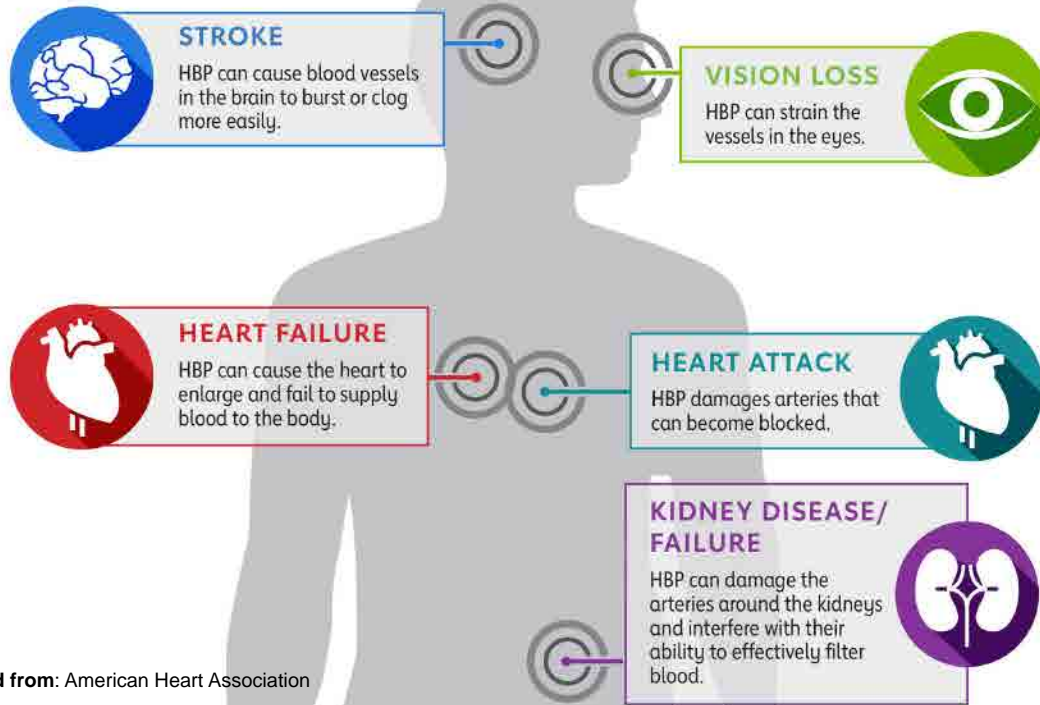 STROKE
HBP can cause blood vessels
in the brain to burst or clog
more easily.
VISION LOSS
HBP can strain the
vessels in the eyes.
HEART FAILURE
HBP can cause the heart to
enlarge and fail to supply
blood to the body.
HEART ATTACK
HBP damages arteries that
can become blocked.
KIDNEY DISEASE/
FAILURE
HBP can damage the
arteries around the kidneys
and interfere with their
ability to effectively filter
blood.
from: American Heart Association